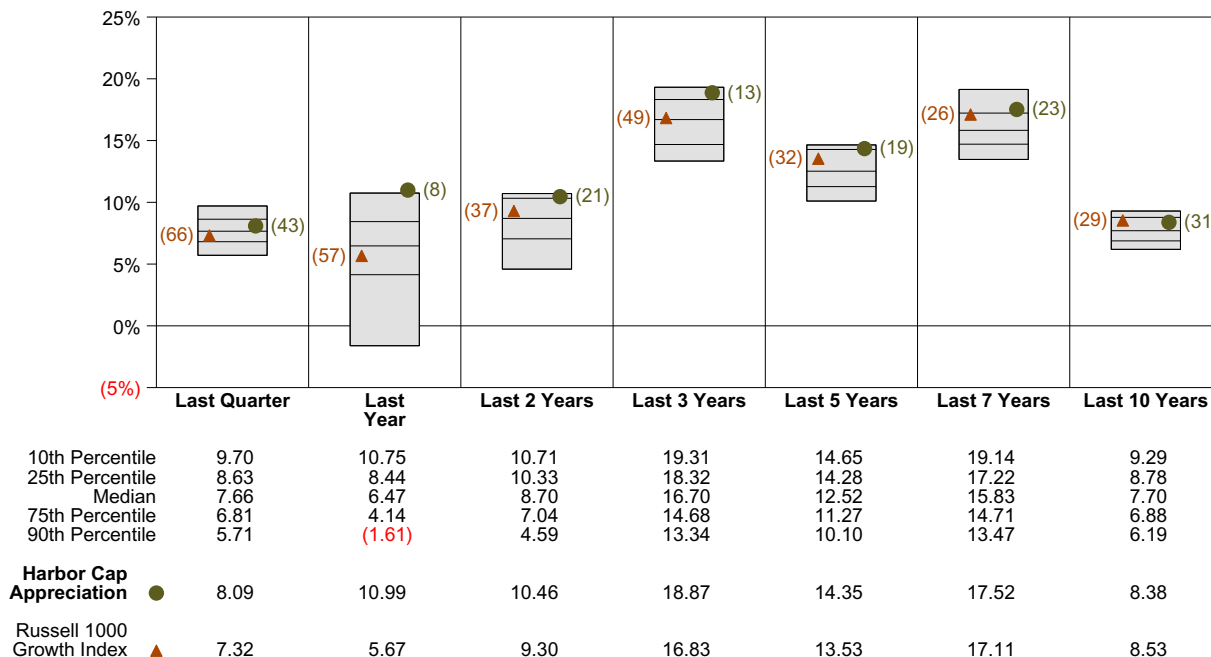 25%
20%
15%
10%
5%
0%
(5%)
(66) (43)
(57) (8)
(37) (21)
(49) (13)
(32) (19)
(26) (23)
(29) (31
Last Quarter Last Year Last 2 Years Last 3 Years Last 5 Years Last 7 Years Last 10 Years
10th Percentile 9.70 10.75 10.71 19.31 14.65 19.14 9.29
25th Percentile 8.63 8.44 10.33 18.32 14.28 17.22 8.78
Median 7.66 6.47 8.70 16.70 12.52 15.83 7.70
75th Percentile 6.81 4.14 7.04 14.68 11.27 14.71 6.88
90th Percentile 5.71 (1.61) 4.59 13.34 10.10 13.47 6.19
Harbor Cap
Appreciation 8.09 10.99 10.46 18.87 14.35 17.52 8.38
Russell 1000
Growth Index 7.32 5.67 9.30 16.83 13.53 17.11 8.53